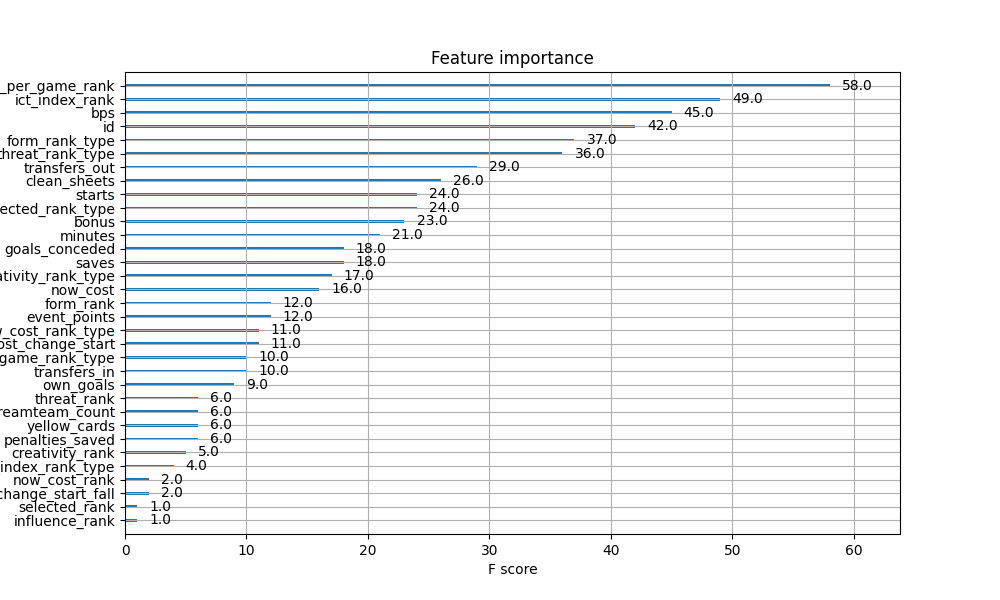 Feature importance
_per_game_rank 58.0
ict_index_rank 49.0
bps 45.0
id 42.0
form_rank_type 37.0
threat_rank_type 36.0
transfers_out 29.0
clean_sheets 26.0
starts 24.0
ected_rank_type 24.0
bonus 23.0
minutes 21.0
goals_conceded 18.0
saves 18.0
ativity_rank_type 17.0
now_cost 16.0
form_rank 12.0
event_points 12.0
_cost_rank_type 11.0
ost_change_start 11.0
game_rank_type 10.0
transfers_in 10.0
own_goals 9.0
threat_rank 6.0
reamteam_count 6.0
yellow_cards 6.0
penalties_saved 6.0
creativity_rank 5.0
index_rank_type 4.0
now_cost_rank 2.0
change_start_fall 2.0
selected_rank 1.0
influence_rank 1.0
0 10 20 30 40 50 60
F score